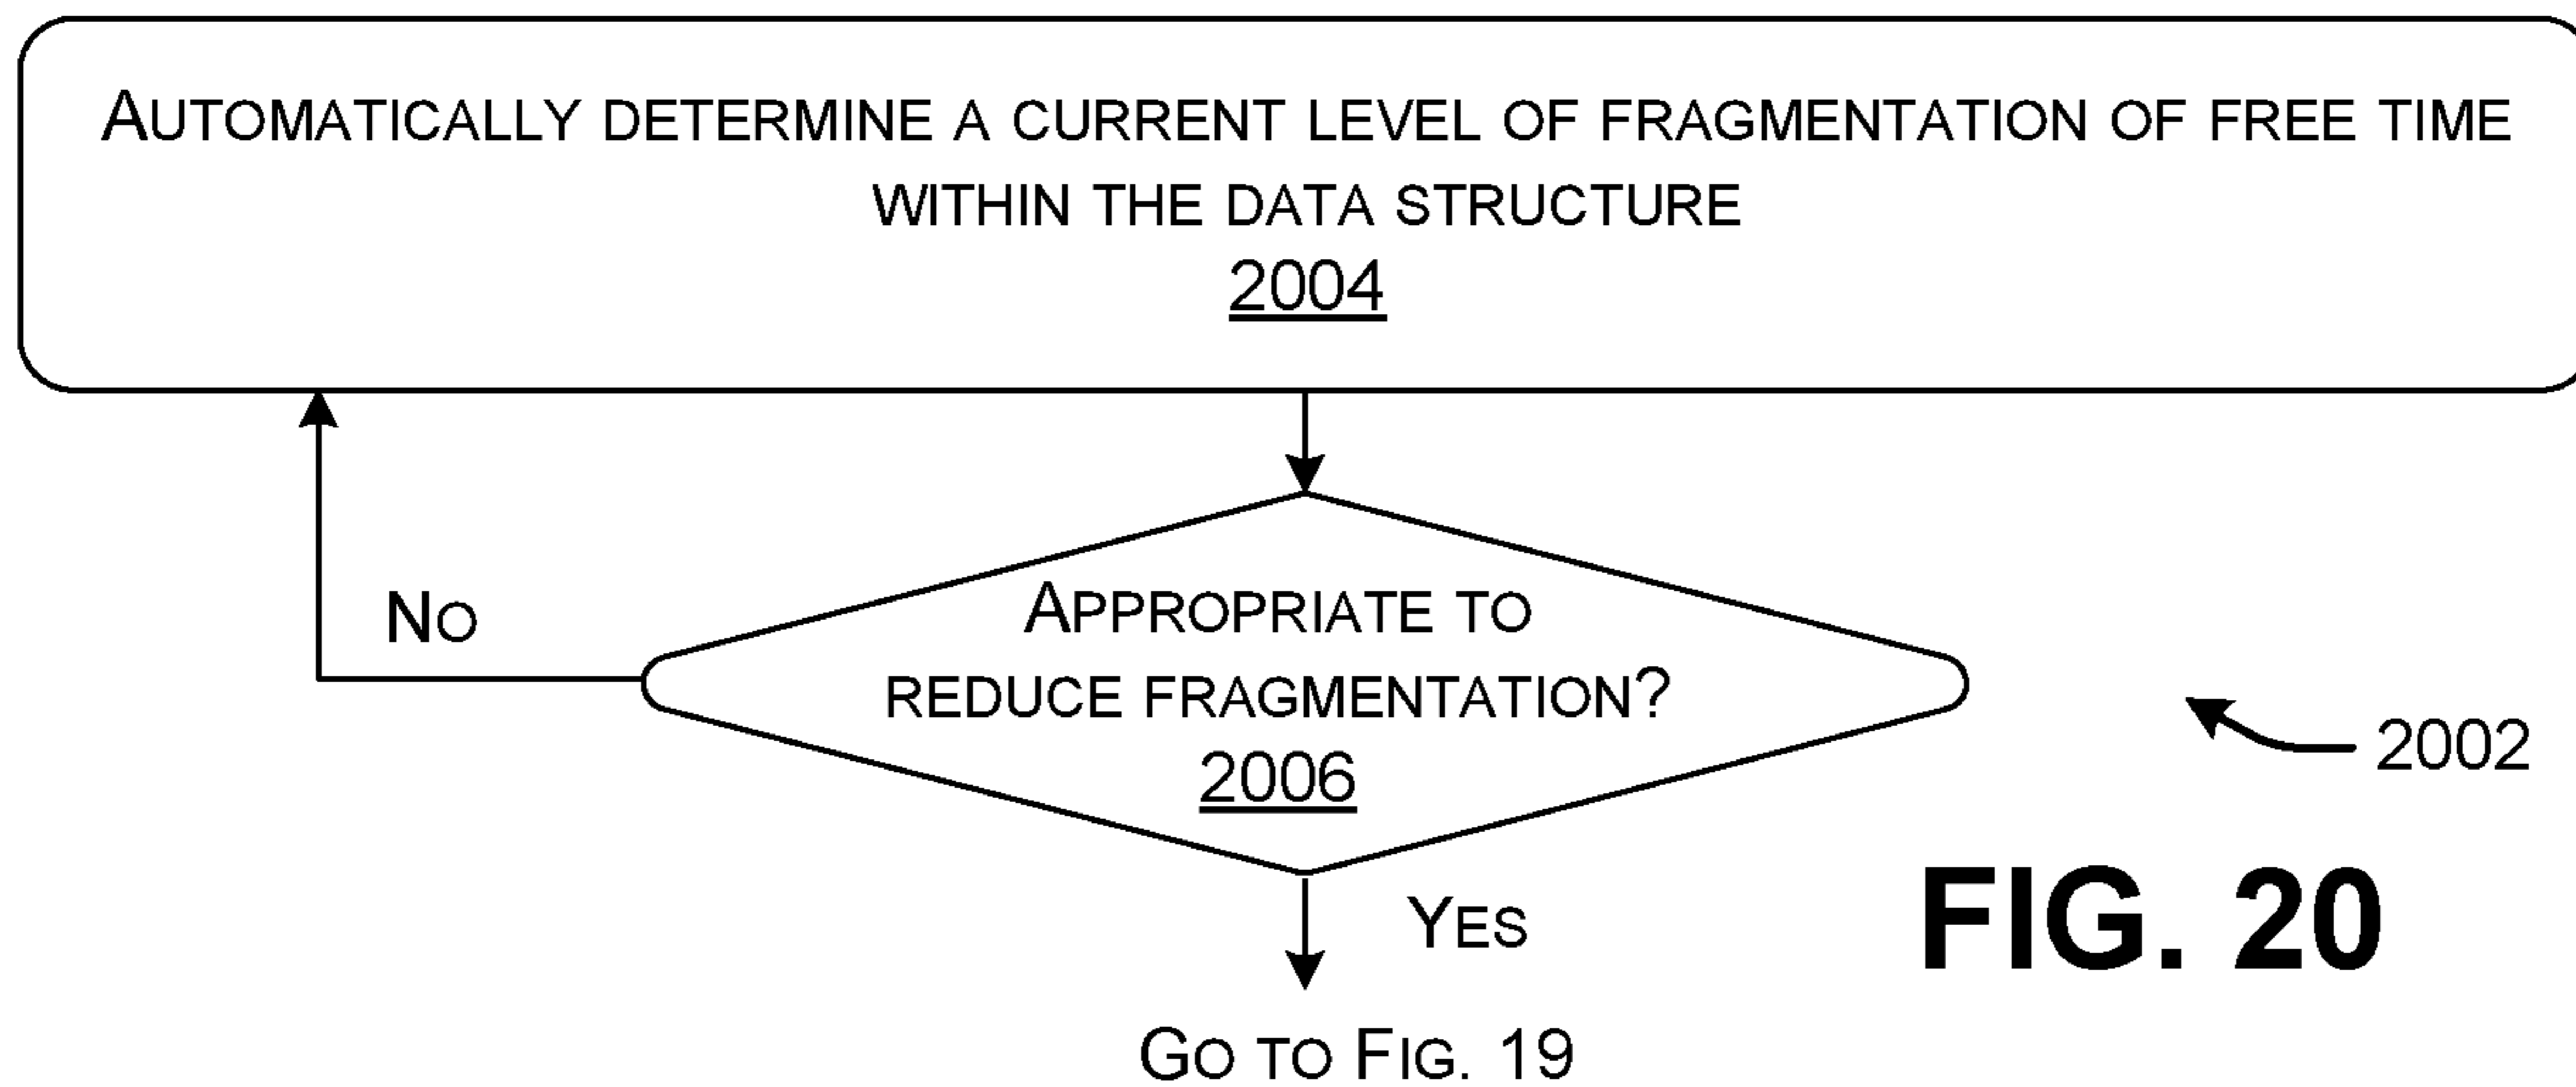 AUTOMATICALLY DETERMINE A CURRENT LEVEL OF FRAGMENTATION OF FREE TIME
WITHIN THE DATA STRUCTURE
2004
NO
APPROPRIATE TO
REDUCE FRAGMENTATION?
2006
2002
YES
FIG. 20
GO TO FIG. 19